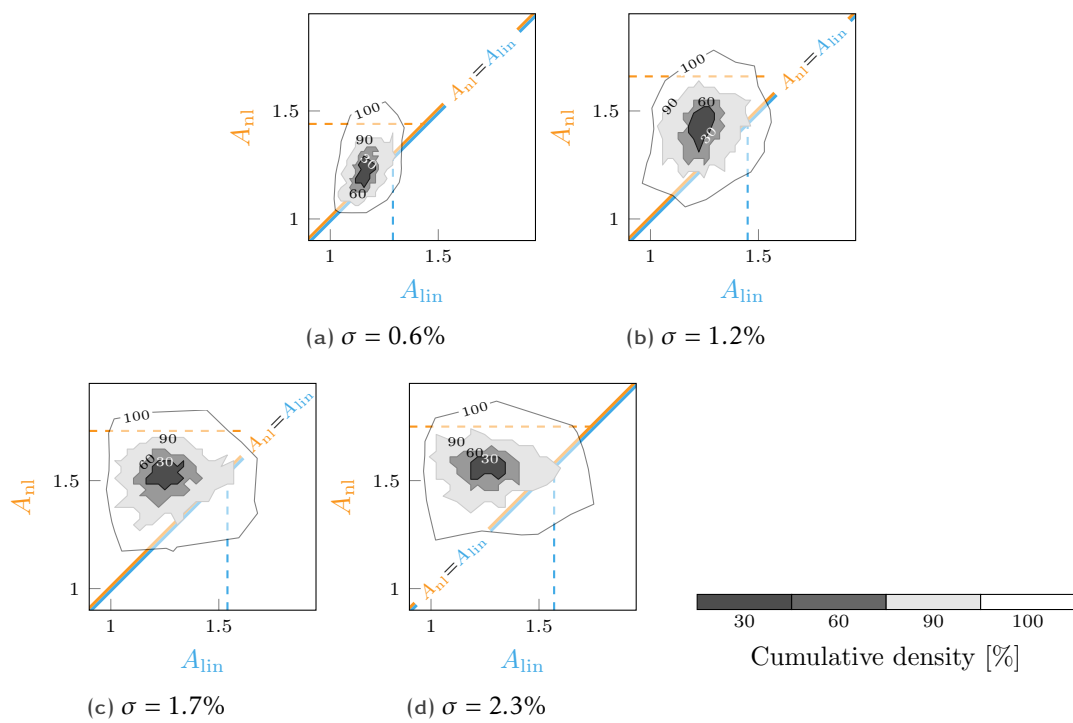 100
A_nl = A_lin
1.5
90
30
60
1
A_nl
1
1.5
A_lin
(a) σ = 0.6%
100
A_nl = A_lin
90
60
1.5
30
1
A_nl
1
1.5
A_lin
(b) σ = 1.2%
100
A_nl = A_lin
90
60
30
1.5
1
A_nl
1
1.5
A_lin
(c) σ = 1.7%
100
90
60
30
1.5
A_nl = A_lin
1
A_nl
1
1.5
A_lin
(d) σ = 2.3%
30 60 90 100
Cumulative density [%]